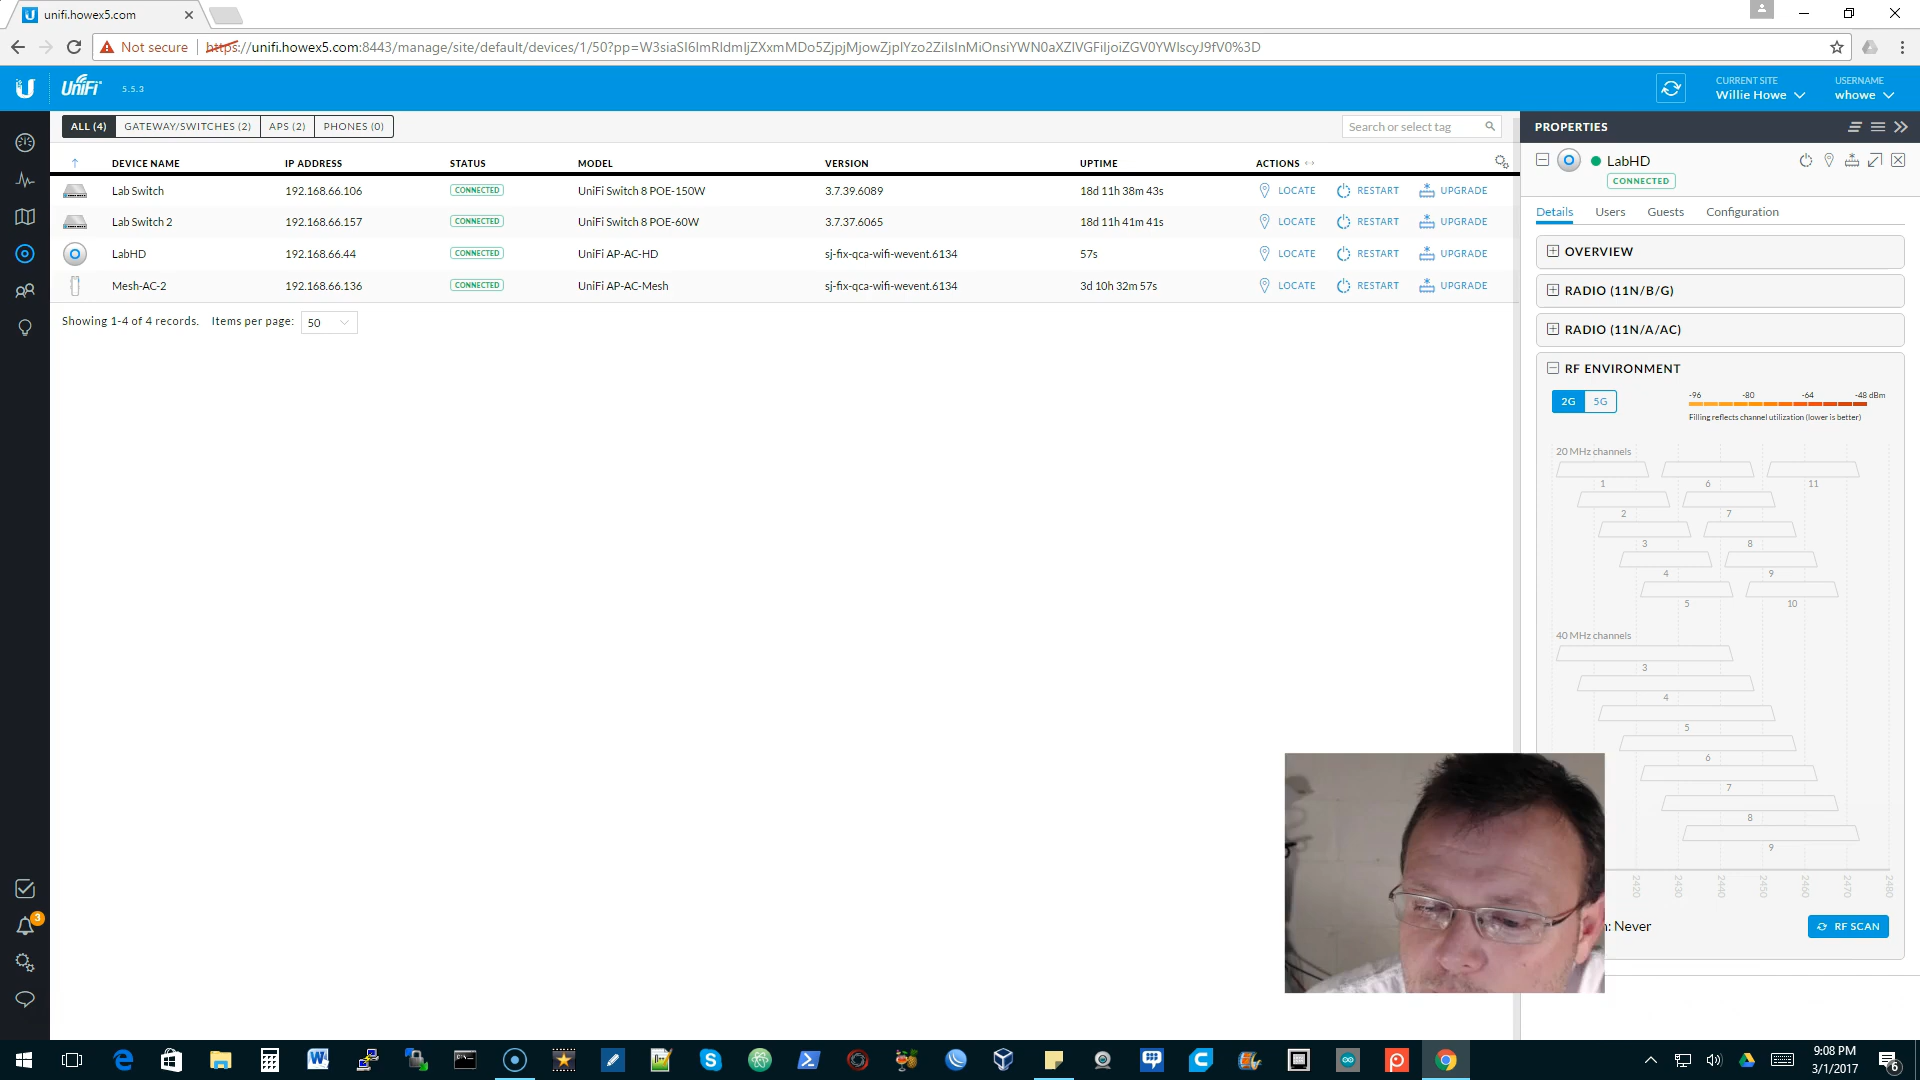 unifi.howex5.com
Not secure https://unifi.howex5.com:8443/manage/site/default/devices/1/50?pp=W3siaSI6ImRldmljZXxmMDo5ZjpjMjowZjplYzo2ZiIsInMiOnsiYWN0aXZlVGFiIjoiZGV0YWlscyJ9fV0%3D
UniFi 5.5.3
CURRENT SITE
Willie Howe
USERNAME
whowe
ALL (4) GATEWAY/SWITCHES (2) APS (2) PHONES (0)
Search or select tag
DEVICE NAME IP ADDRESS STATUS MODEL VERSION UPTIME ACTIONS
Lab Switch 192.168.66.106 CONNECTED UniFi Switch 8 POE-150W 3.7.39.6089 18d 11h 38m 43s LOCATE RESTART UPGRADE
Lab Switch 2 192.168.66.157 CONNECTED UniFi Switch 8 POE-60W 3.7.37.6065 18d 11h 41m 41s LOCATE RESTART UPGRADE
LabHD 192.168.66.44 CONNECTED UniFi AP-AC-HD sj-fix-qca-wifi-wevent.6134 57s LOCATE RESTART UPGRADE
Mesh-AC-2 192.168.66.136 CONNECTED UniFi AP-AC-Mesh sj-fix-qca-wifi-wevent.6134 3d 10h 32m 57s LOCATE RESTART UPGRADE
Showing 1-4 of 4 records. Items per page: 50
3
PROPERTIES
LabHD
CONNECTED
Details Users Guests Configuration
OVERVIEW
RADIO (11N/B/G)
RADIO (11N/A/AC)
RF ENVIRONMENT
2G 5G
-96 -80 -64 -48 dBm
Filling reflects channel utilization (lower is better)
20 MHz channels
1 6 11
2 7
3 8
4 9
5 10
40 MHz channels
3
4
5
6
7
8
9
2420 2430 2440 2450 2460 2470 2480
n: Never
RF SCAN
9:08 PM
3/1/2017
6